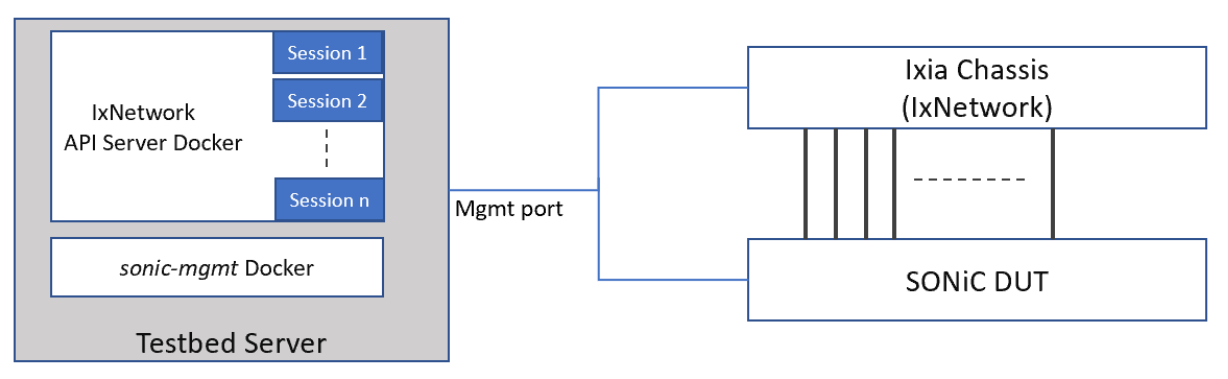 Session 1
Session 2
IxNetwork
API Server Docker
Session n
sonic-mgmt Docker
Testbed Server
Mgmt port
Ixia Chassis
(IxNetwork)
SONiC DUT